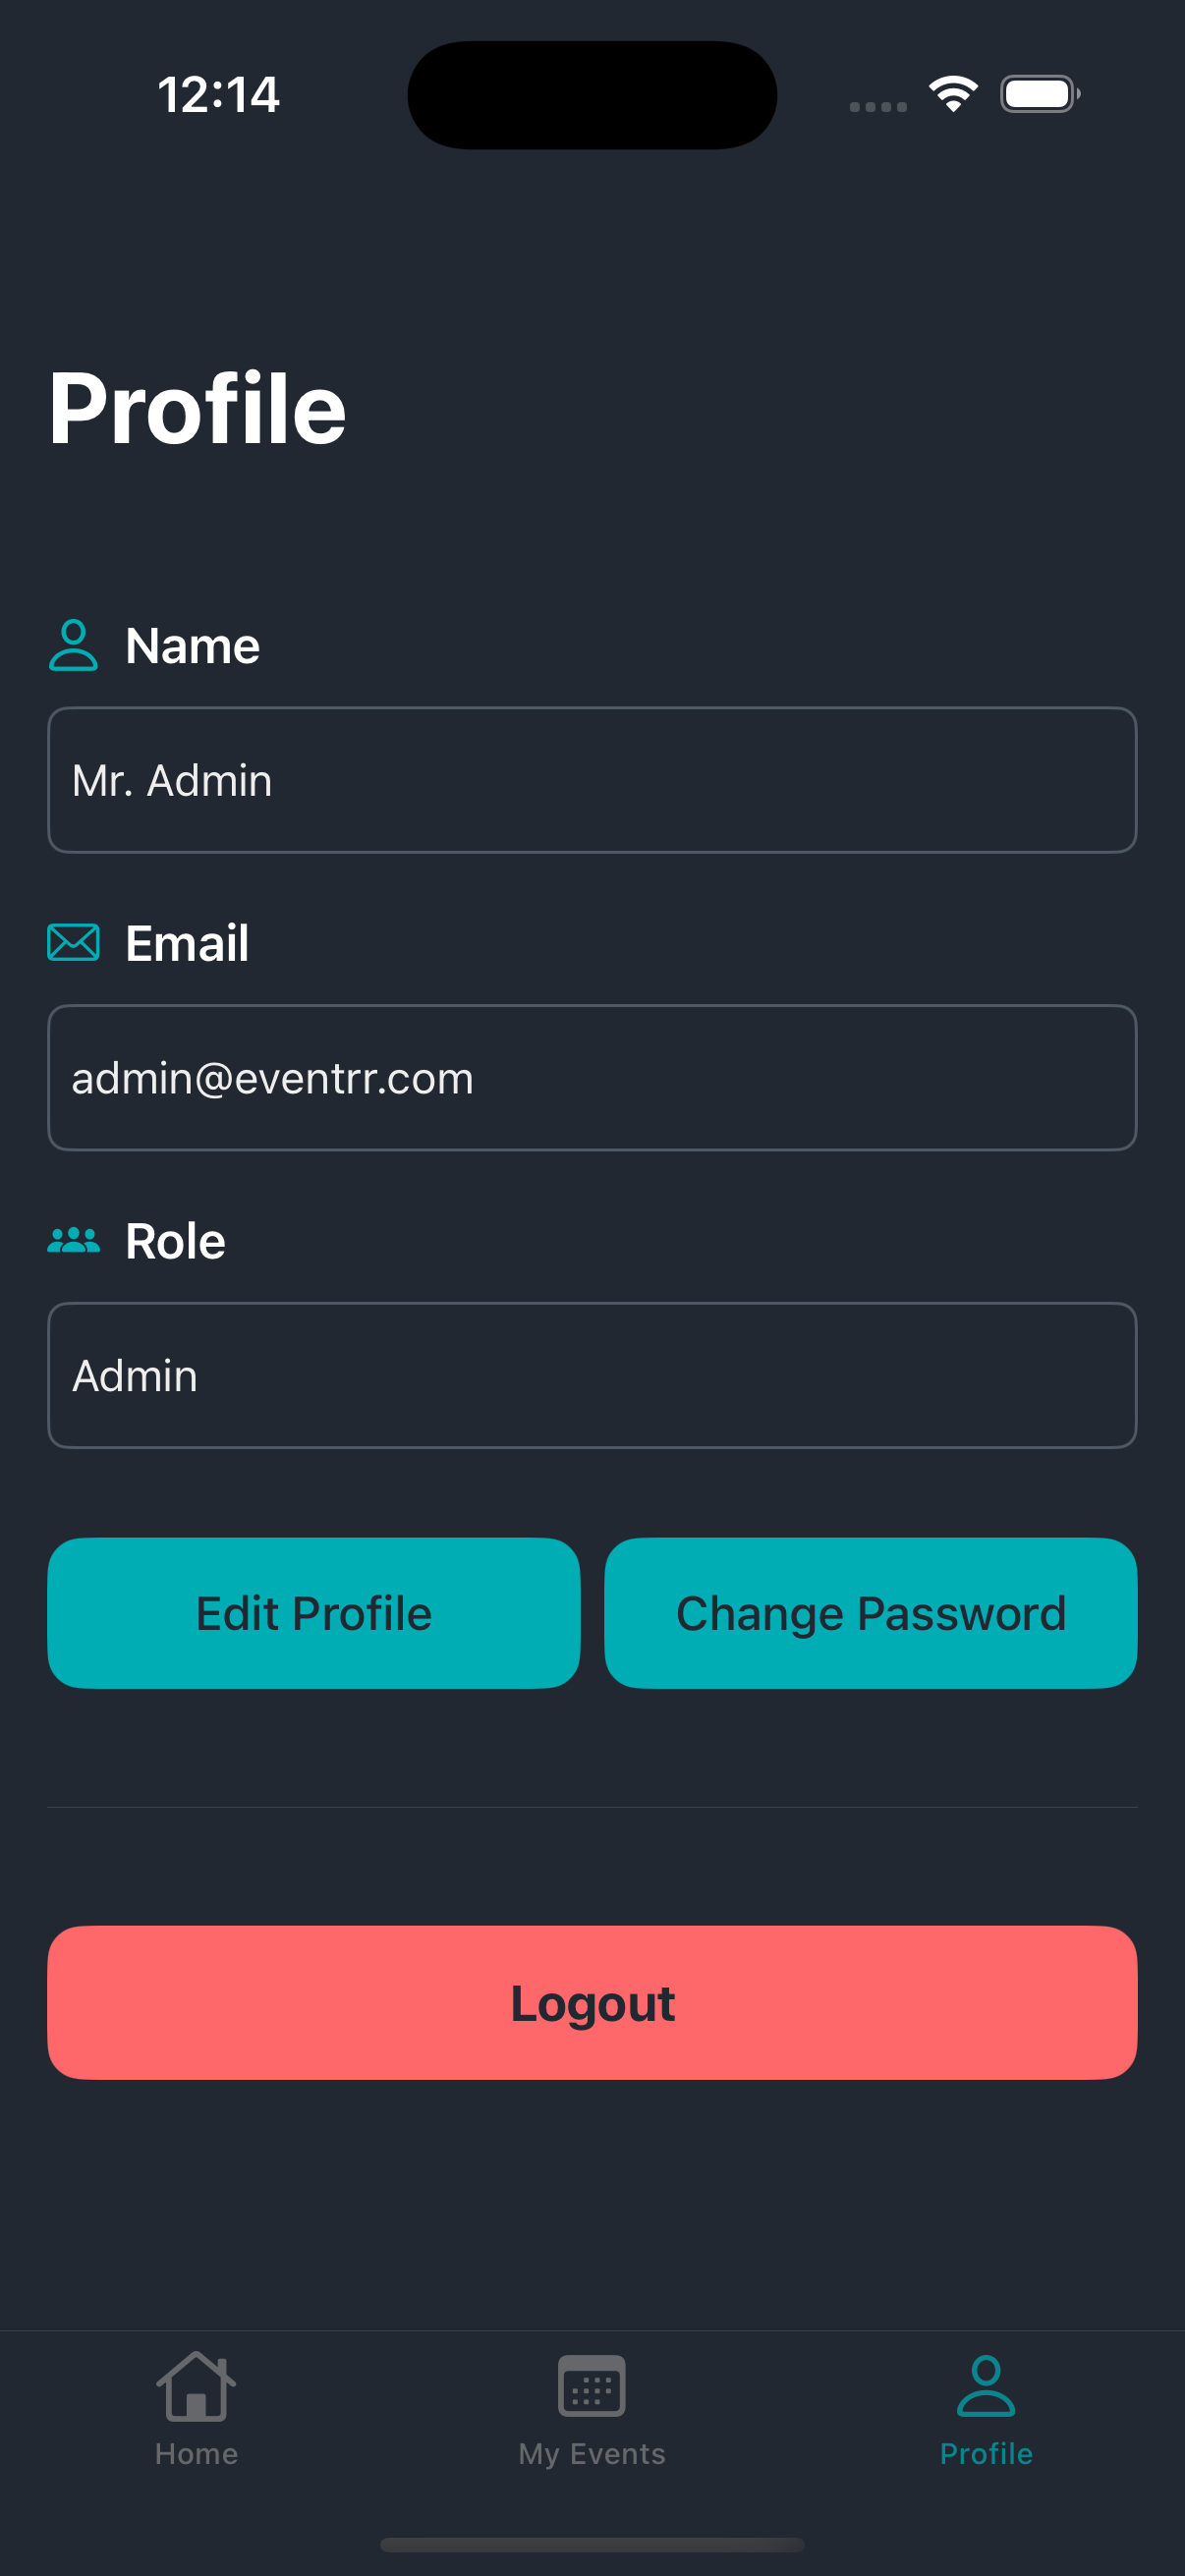 12:14
Profile
Name
Mr. Admin
Email
admin@eventrr.com
Role
Admin
Edit Profile Change Password
Logout
Home My Events Profile